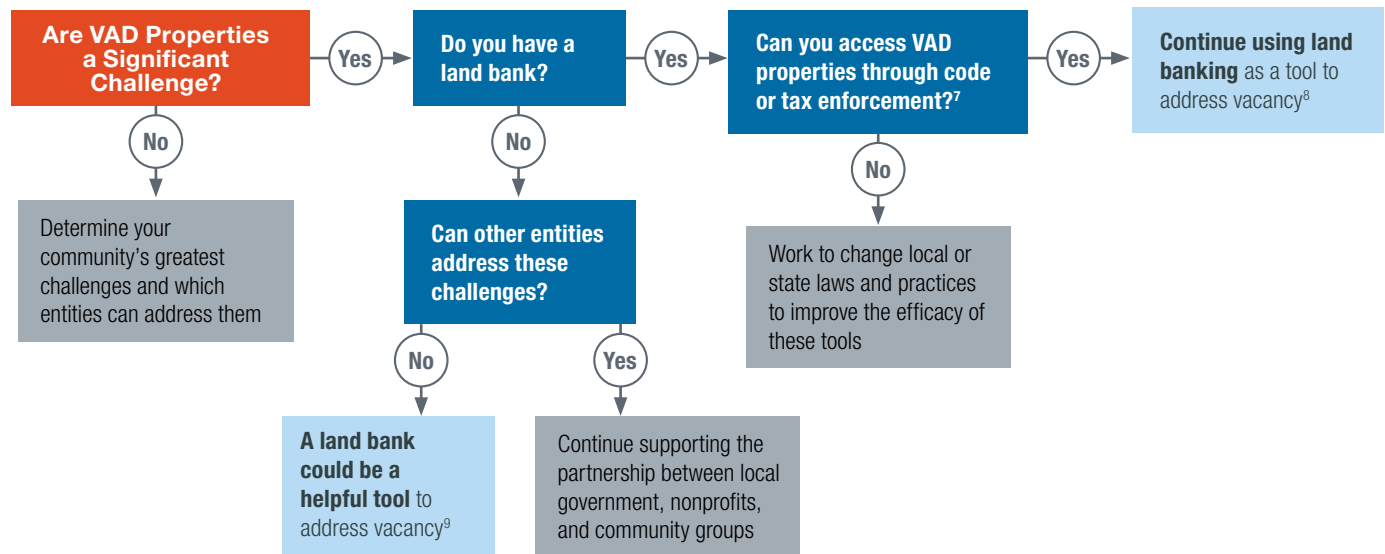 Are VAD Properties
a Significant
Challenge?
Yes
Do you have a
land bank?
Yes
Can you access VAD
properties through code
or tax enforcement?⁷
Yes
Continue using land
banking as a tool to
address vacancy⁸
No
No
No
Determine your
community’s greatest
challenges and which
entities can address them
Can other entities
address these
challenges?
Work to change local or
state laws and practices
to improve the efficacy of
these tools
No
Yes
A land bank
could be a
helpful tool to
address vacancy⁹
Continue supporting the
partnership between local
government, nonprofits,
and community groups